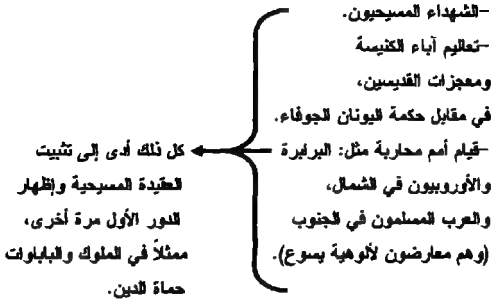 -الشهداء المسيحيون.
-تعاليم آباء الكنيسة
ومعجزات القديسين،
في مقابل حكمة اليونان الجوفاء.
-قيام أمم محاربة مثل: البرابرة
والأوروبيون في الشمال،
والعرب المسلمون في الجنوب
(وهم معارضون لألوهية يسوع).
كل ذلك أدى إلى تثبيت
العقيدة المسيحية وإظهار
الدور الأول مرة أخرى،
ممثلاً في الملوك والباباوات
حماة الدين.